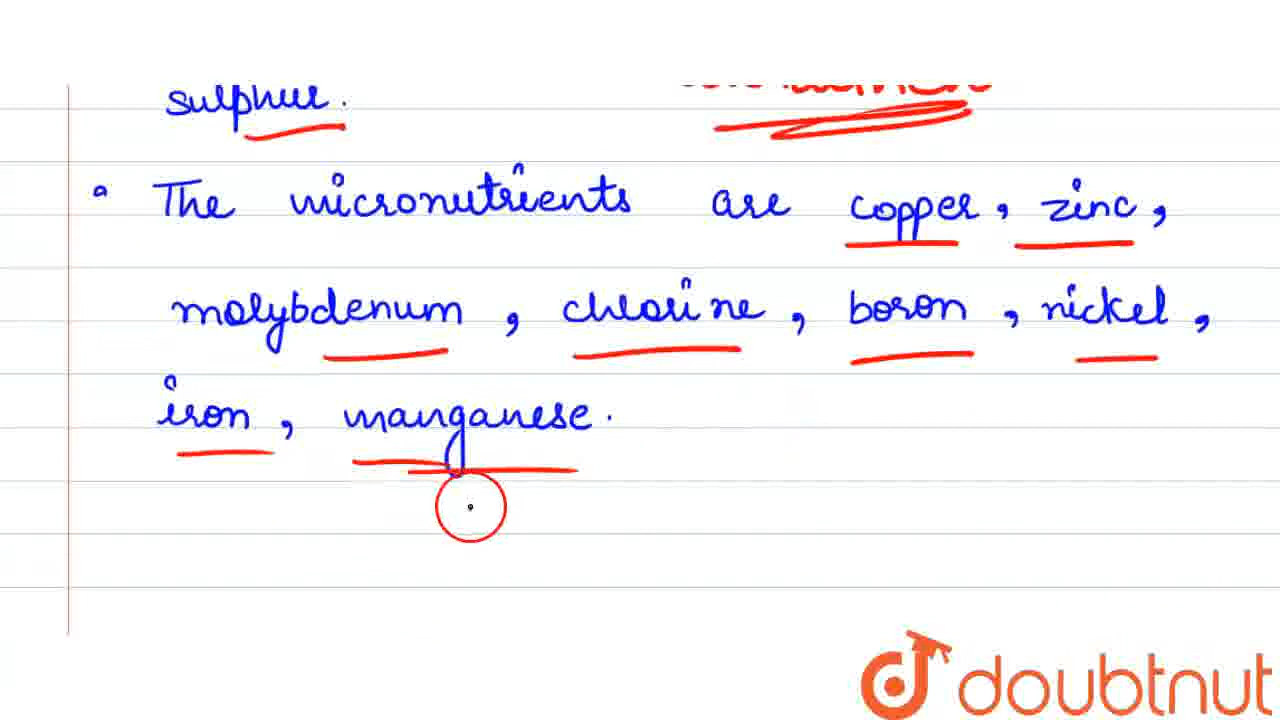 sulphur.
The micronutrients are copper, zinc,
molybdenum, chlorine, boron, nickel,
iron, manganese.
doubtnut